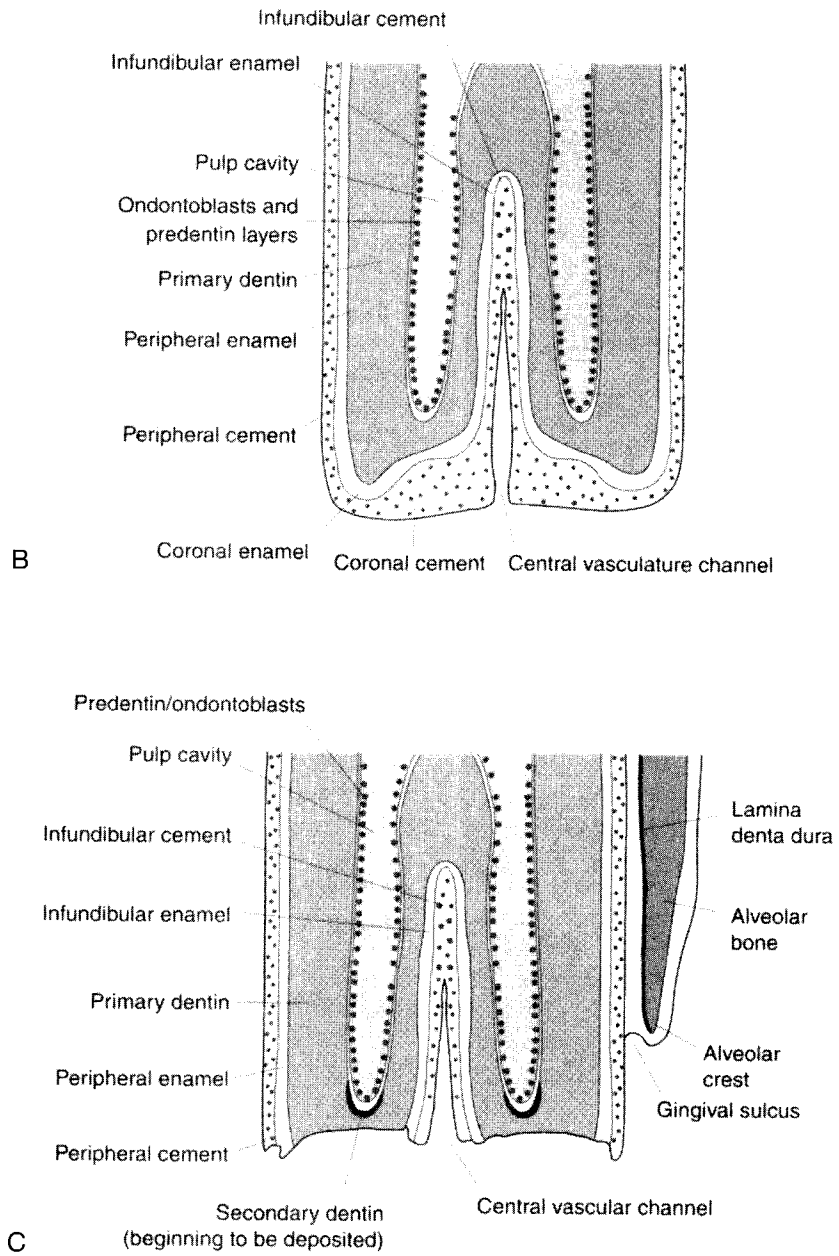 Infundibular cement
Infundibular enamel
Pulp cavity
Ondontoblasts and
predentin layers
Primary dentin
Peripheral enamel
Peripheral cement
Coronal enamel
Coronal cement
Central vasculature channel
B
Predentin/ondontoblasts
Pulp cavity
Infundibular cement
Infundibular enamel
Primary dentin
Peripheral enamel
Peripheral cement
Secondary dentin
(beginning to be deposited)
Central vascular channel
Lamina
denta dura
Alveolar
bone
Alveolar
crest
Gingival sulcus
C